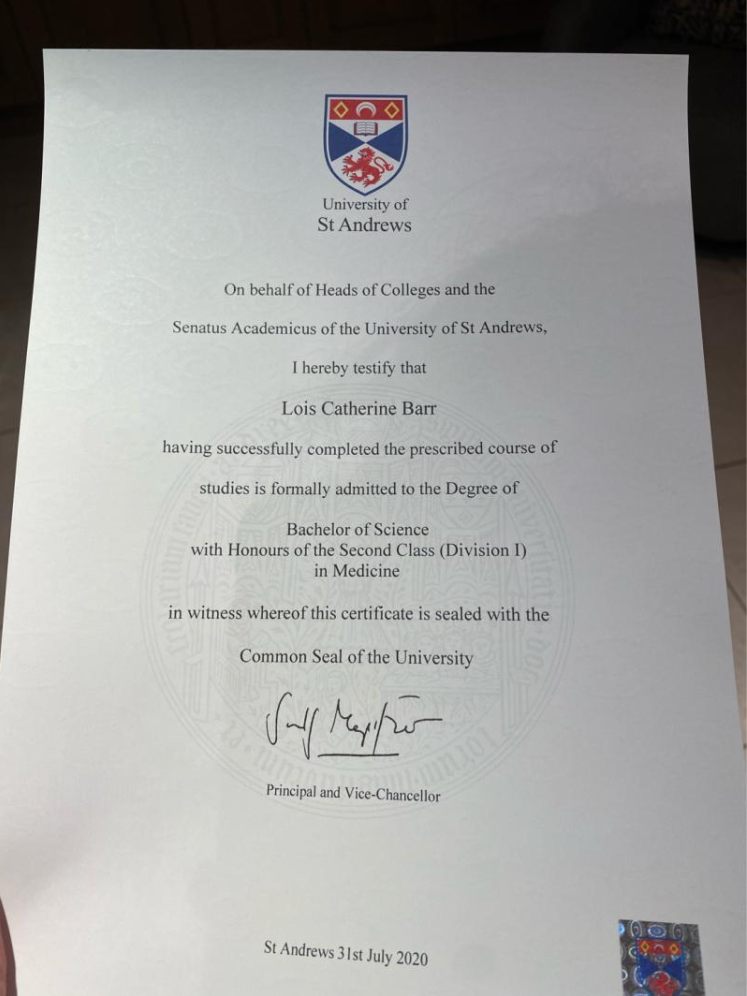 University of
St Andrews
On behalf of Heads of Colleges and the
Senatus Academicus of the University of St Andrews,
I hereby testify that
Lois Catherine Barr
having successfully completed the prescribed course of
studies is formally admitted to the Degree of
Bachelor of Science
with Honours of the Second Class (Division I)
in Medicine
in witness whereof this certificate is sealed with the
Common Seal of the University
Principal and Vice-Chancellor
St Andrews 31st July 2020